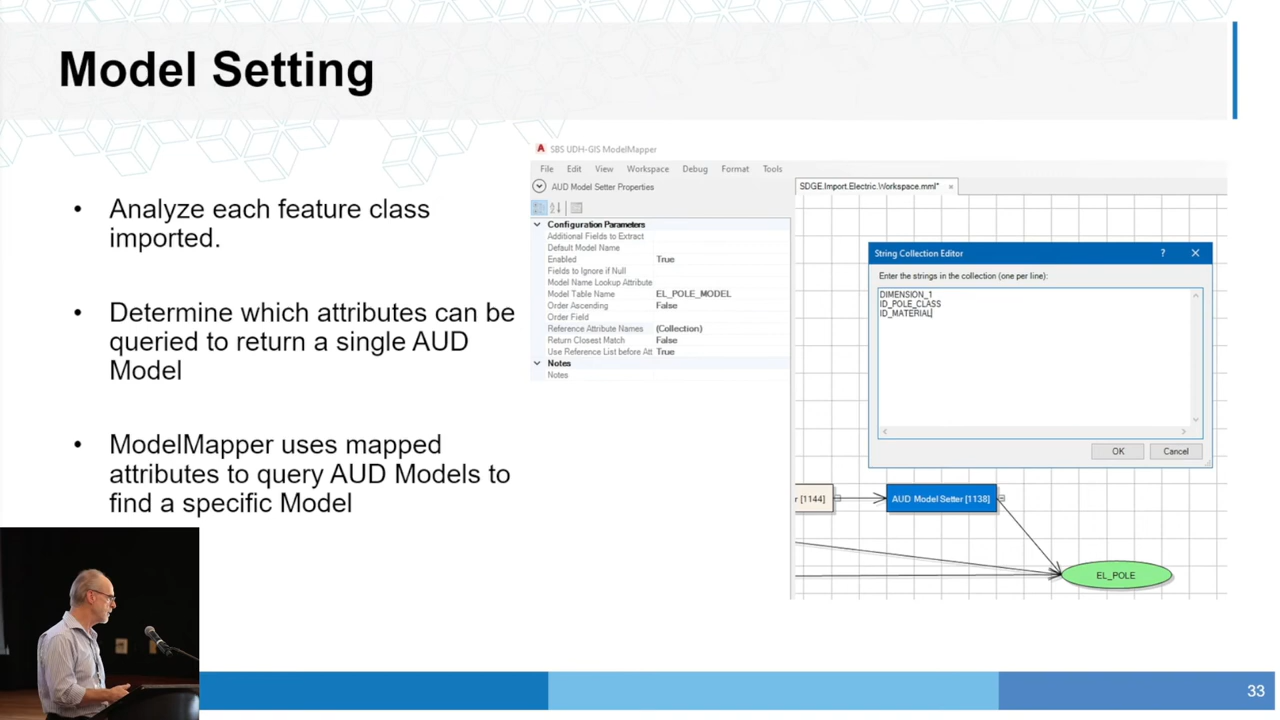 Model Setting
• Analyze each feature class
imported.
• Determine which attributes can be
queried to return a single AUD
Model
• ModelMapper uses mapped
attributes to query AUD Models to
find a specific Model
SBS UDH-GIS ModelMapper
File Edit View Workspace Debug Format Tools
AUD Model Setter Properties
Configuration Parameters
Additional Fields to Extract
Default Model Name
Enabled True
Fields to Ignore if Null
Model Name Lookup Attribute
Model Table Name EL_POLE_MODEL
Order Ascending False
Order Field
Reference Attribute Names (Collection)
Return Closest Match False
Use Reference List before Att True
Notes
Notes
SDGE.Import.Electric.Workspace.mml* ×
String Collection Editor ? ×
Enter the strings in the collection (one per line):
DIMENSION_1
ID_POLE_CLASS
ID_MATERIAL
OK Cancel
r [1144]
AUD Model Setter [1138]
EL_POLE
33